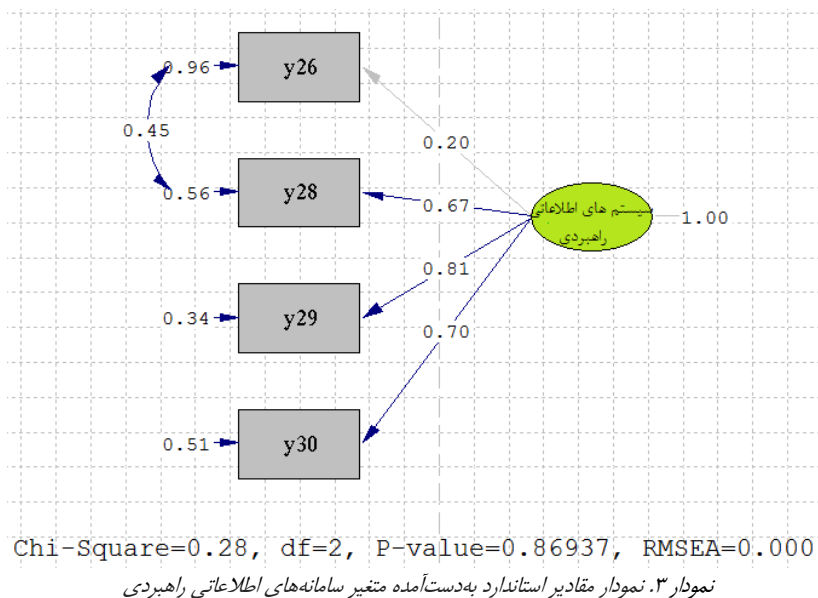 0.96
y26
0.45
0.20
0.56
y28
0.67
سیستم های اطلاعاتی
راهبردی
1.00
0.81
0.34
y29
0.70
0.51
y30
Chi-Square=0.28, df=2, P-value=0.86937, RMSEA=0.000
نمودار ۳. نمودار مقادیر استاندارد به‌دست‌آمده متغیر سامانه‌های اطلاعاتی راهبردی